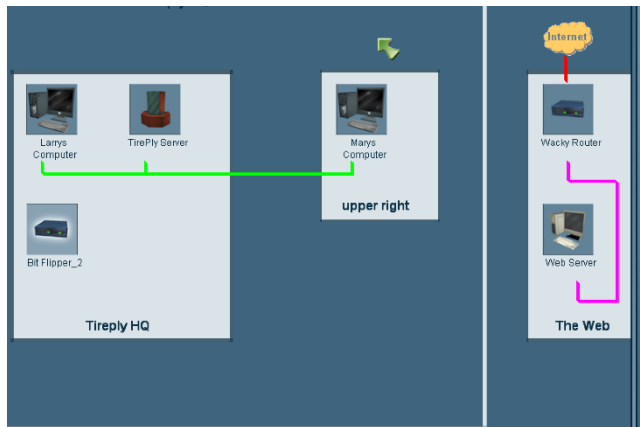 Internet
Larrys
Computer
TirePly Server
Marys
Computer
Wacky Router
upper right
Bit Flipper_2
Web Server
Tireply HQ
The Web